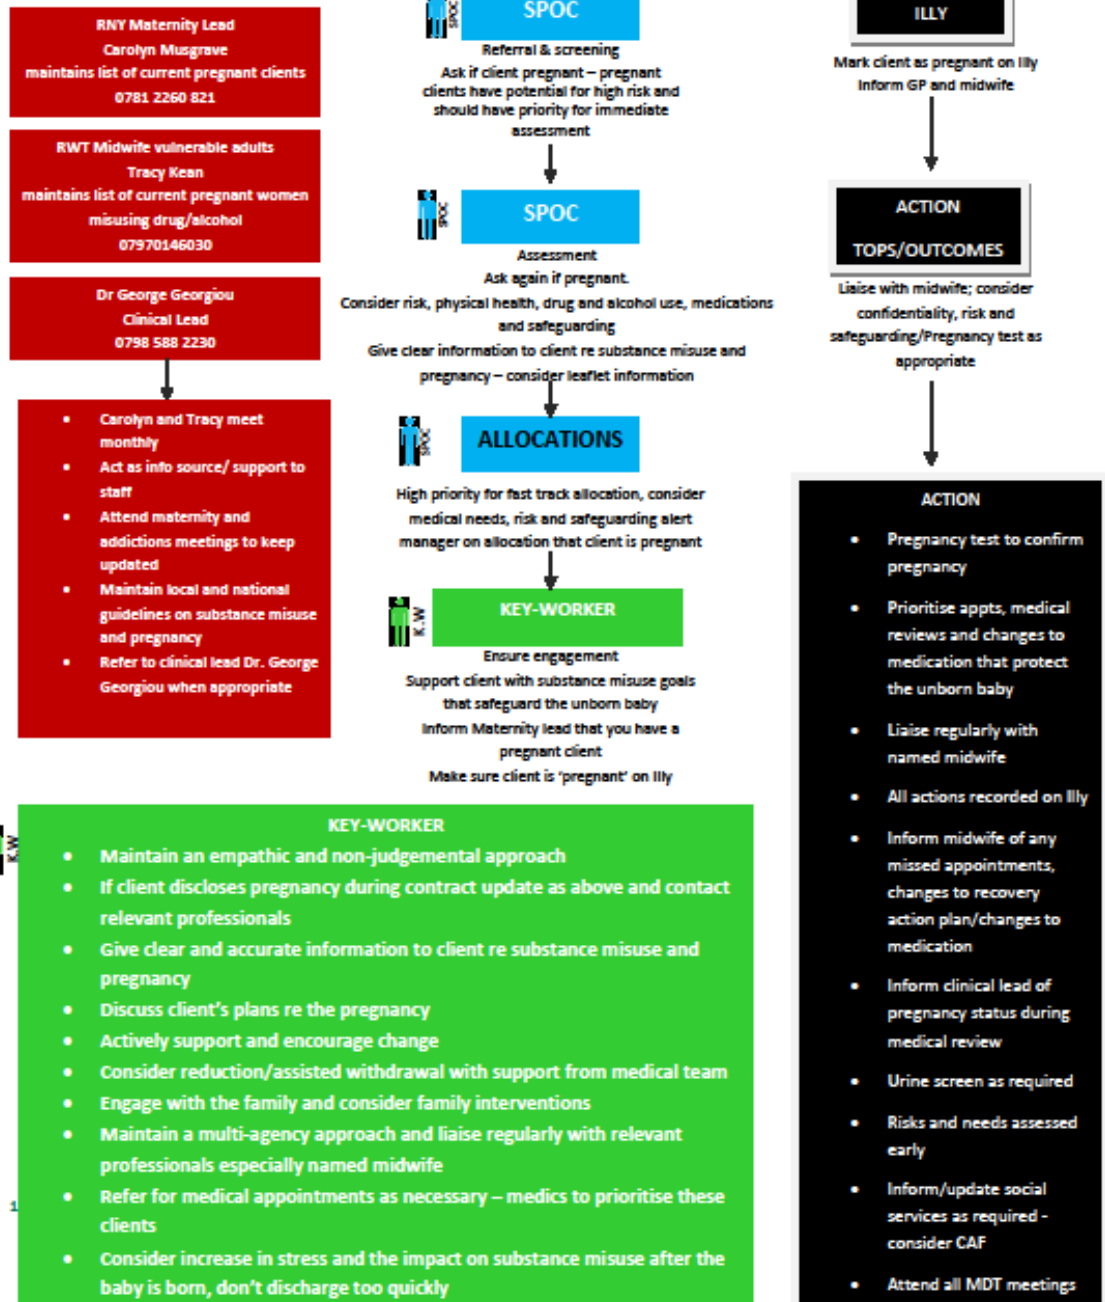 RNY Maternity Lead
Carolyn Musgrave
maintains list of current pregnant clients
0781 2260 821
RWT Midwife vulnerable adults
Tracy Kean
maintains list of current pregnant women
misusing drug/alcohol
07970146030
Dr George Georgiou
Clinical Lead
0798 588 2230
• Carolyn and Tracy meet
monthly
• Act as info source/ support to
staff
• Attend maternity and
addictions meetings to keep
updated
• Maintain local and national
guidelines on substance misuse
and pregnancy
• Refer to clinical lead Dr. George
Georgiou when appropriate
SPOC
SPOC
Referral & screening
Ask if client pregnant – pregnant
clients have potential for high risk and
should have priority for immediate
assessment
SPOC
SPOC
Assessment
Ask again if pregnant.
Consider risk, physical health, drug and alcohol use, medications
and safeguarding
Give clear information to client re substance misuse and
pregnancy – consider leaflet information
SPOC
ALLOCATIONS
High priority for fast track allocation, consider
medical needs, risk and safeguarding alert
manager on allocation that client is pregnant
K.W
KEY-WORKER
Ensure engagement
Support client with substance misuse goals
that safeguard the unborn baby
Inform Maternity lead that you have a
pregnant client
Make sure client is ‘pregnant’ on Illy
K.W
KEY-WORKER
• Maintain an empathic and non-judgemental approach
• If client discloses pregnancy during contract update as above and contact
relevant professionals
• Give clear and accurate information to client re substance misuse and
pregnancy
• Discuss client’s plans re the pregnancy
• Actively support and encourage change
• Consider reduction/assisted withdrawal with support from medical team
• Engage with the family and consider family interventions
• Maintain a multi-agency approach and liaise regularly with relevant
professionals especially named midwife
• Refer for medical appointments as necessary – medics to prioritise these
clients
• Consider increase in stress and the impact on substance misuse after the
baby is born, don’t discharge too quickly
1
ILLY
Mark client as pregnant on Illy
Inform GP and midwife
ACTION
TOPS/OUTCOMES
Liaise with midwife; consider
confidentiality, risk and
safeguarding/Pregnancy test as
appropriate
ACTION
• Pregnancy test to confirm
pregnancy
• Prioritise appts, medical
reviews and changes to
medication that protect
the unborn baby
• Liaise regularly with
named midwife
• All actions recorded on Illy
• Inform midwife of any
missed appointments,
changes to recovery
action plan/changes to
medication
• Inform clinical lead of
pregnancy status during
medical review
• Urine screen as required
• Risks and needs assessed
early
• Inform/update social
services as required -
consider CAF
• Attend all MDT meetings